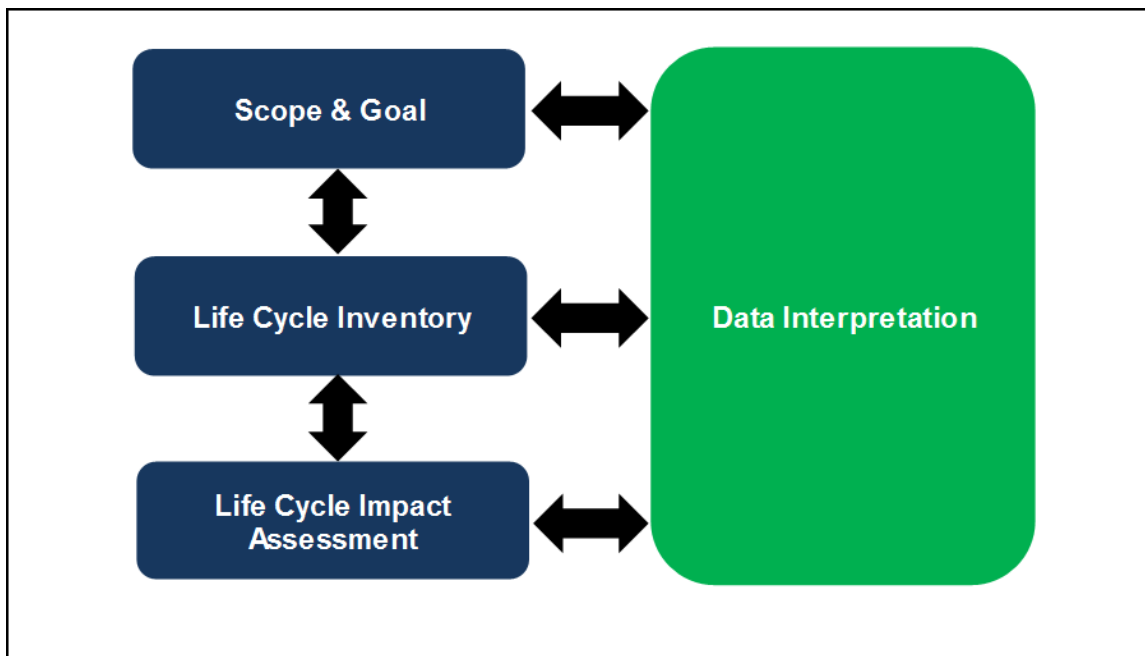 Scope & Goal
Life Cycle Inventory
Data Interpretation
Life Cycle Impact
Assessment